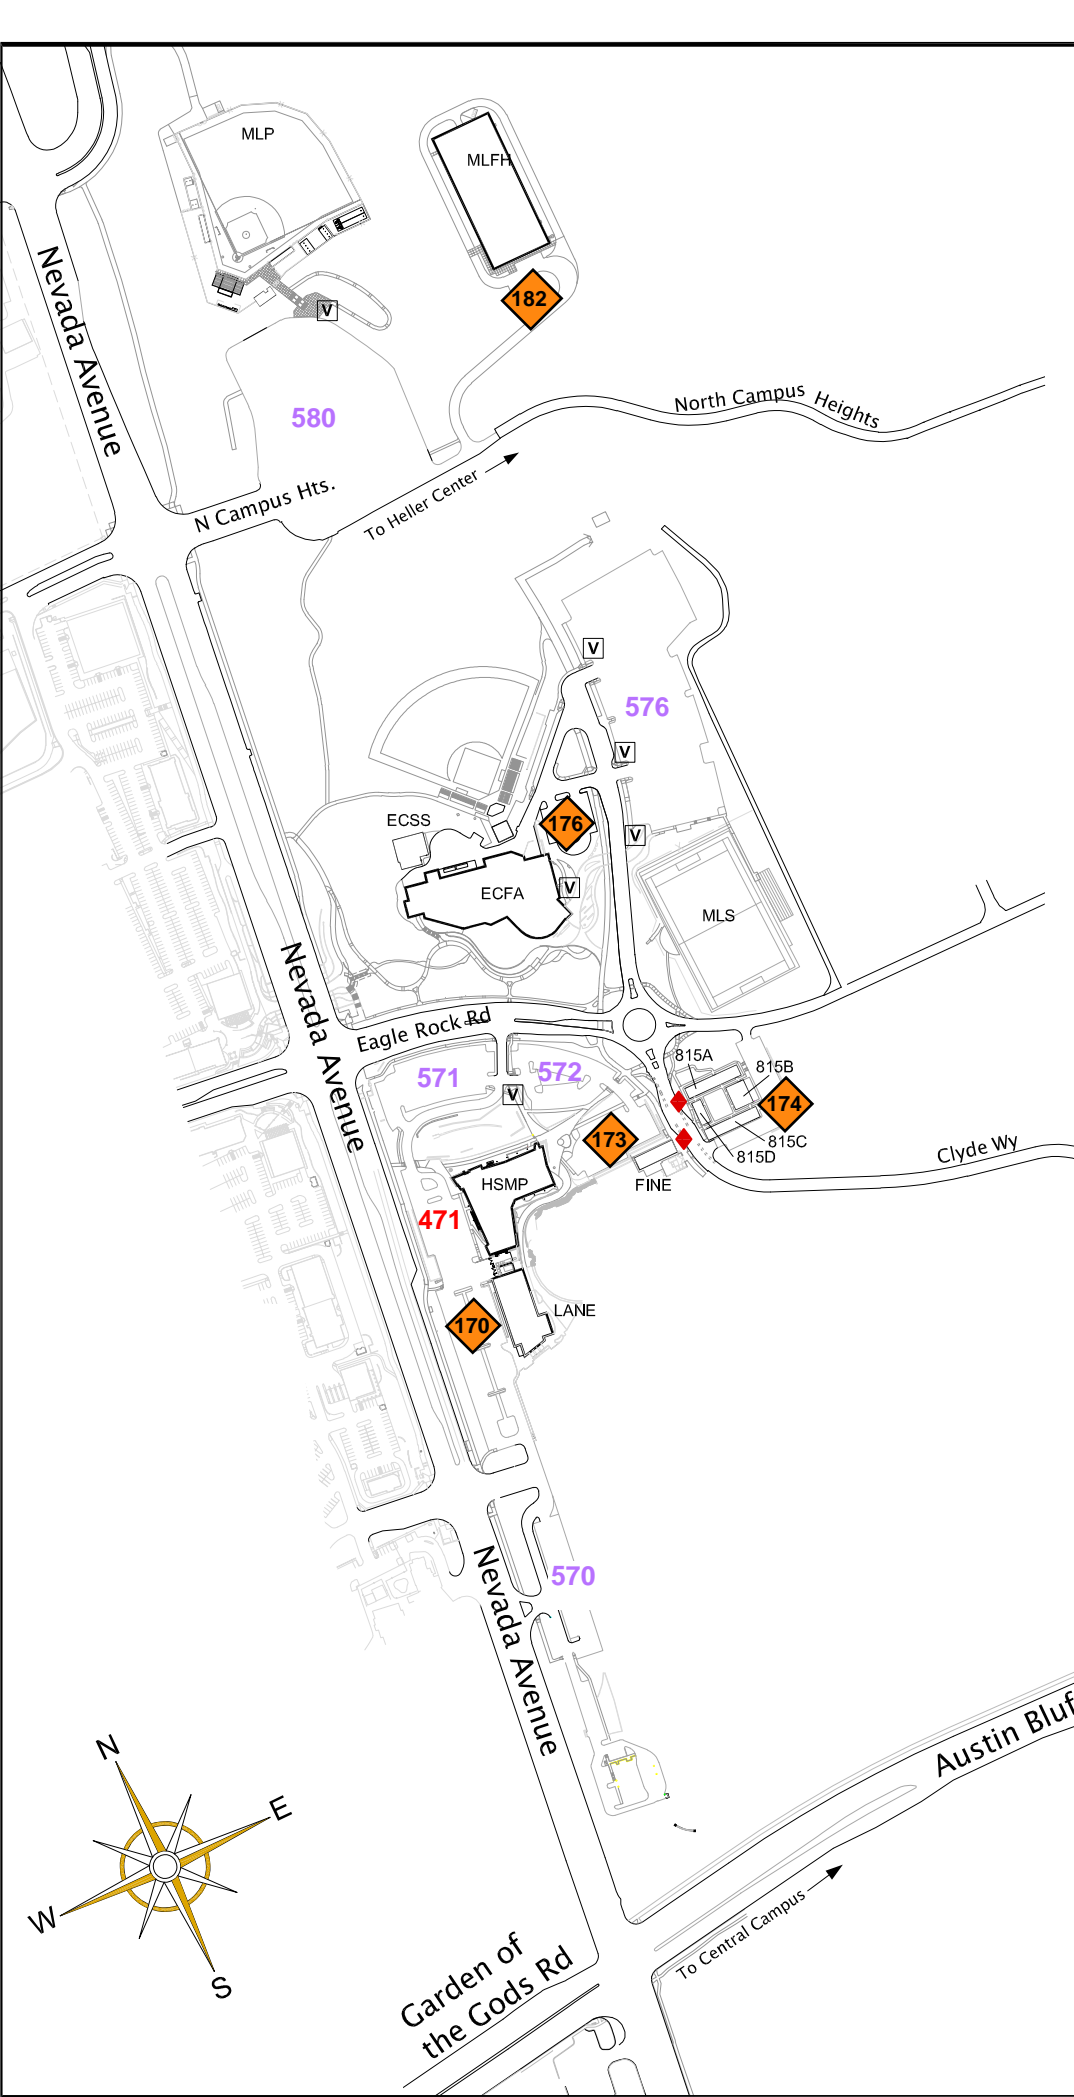 MLP
MLFH
Nevada Avenue
182
V
580
North Campus Heights
N Campus Hts.
To Heller Center
V
576
V
ECSS
176
V
ECFA
V
MLS
Nevada Avenue
Eagle Rock Rd
571
572
V
815A
815B
174
173
815C
815D
Clyde Wy
HSMP
FINE
471
LANE
170
570
Nevada Avenue
Austin Bluf
N
E
W
S
To Central Campus
Garden of
the Gods Rd